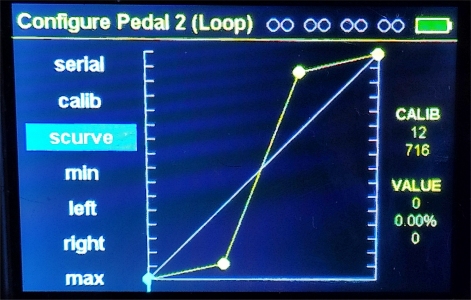 Configure Pedal 2 (Loop)
serial
calib
scurve
min
left
right
max
CALIB
12
716
VALUE
0
0.00%
0